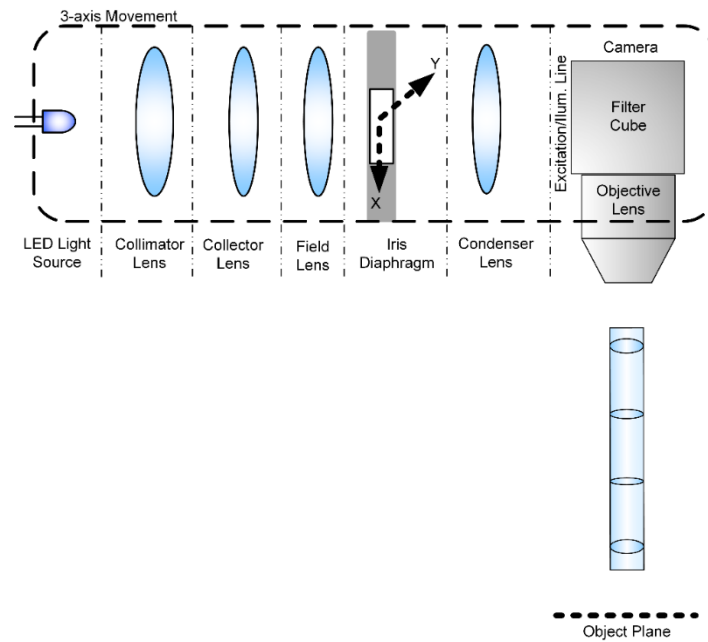 3-axis Movement
Y
X
Excitation/Ilum. Line
Camera
Filter
Cube
Objective
Lens
LED Light
Source
Collimator
Lens
Collector
Lens
Field
Lens
Iris
Diaphragm
Condenser
Lens
Object Plane